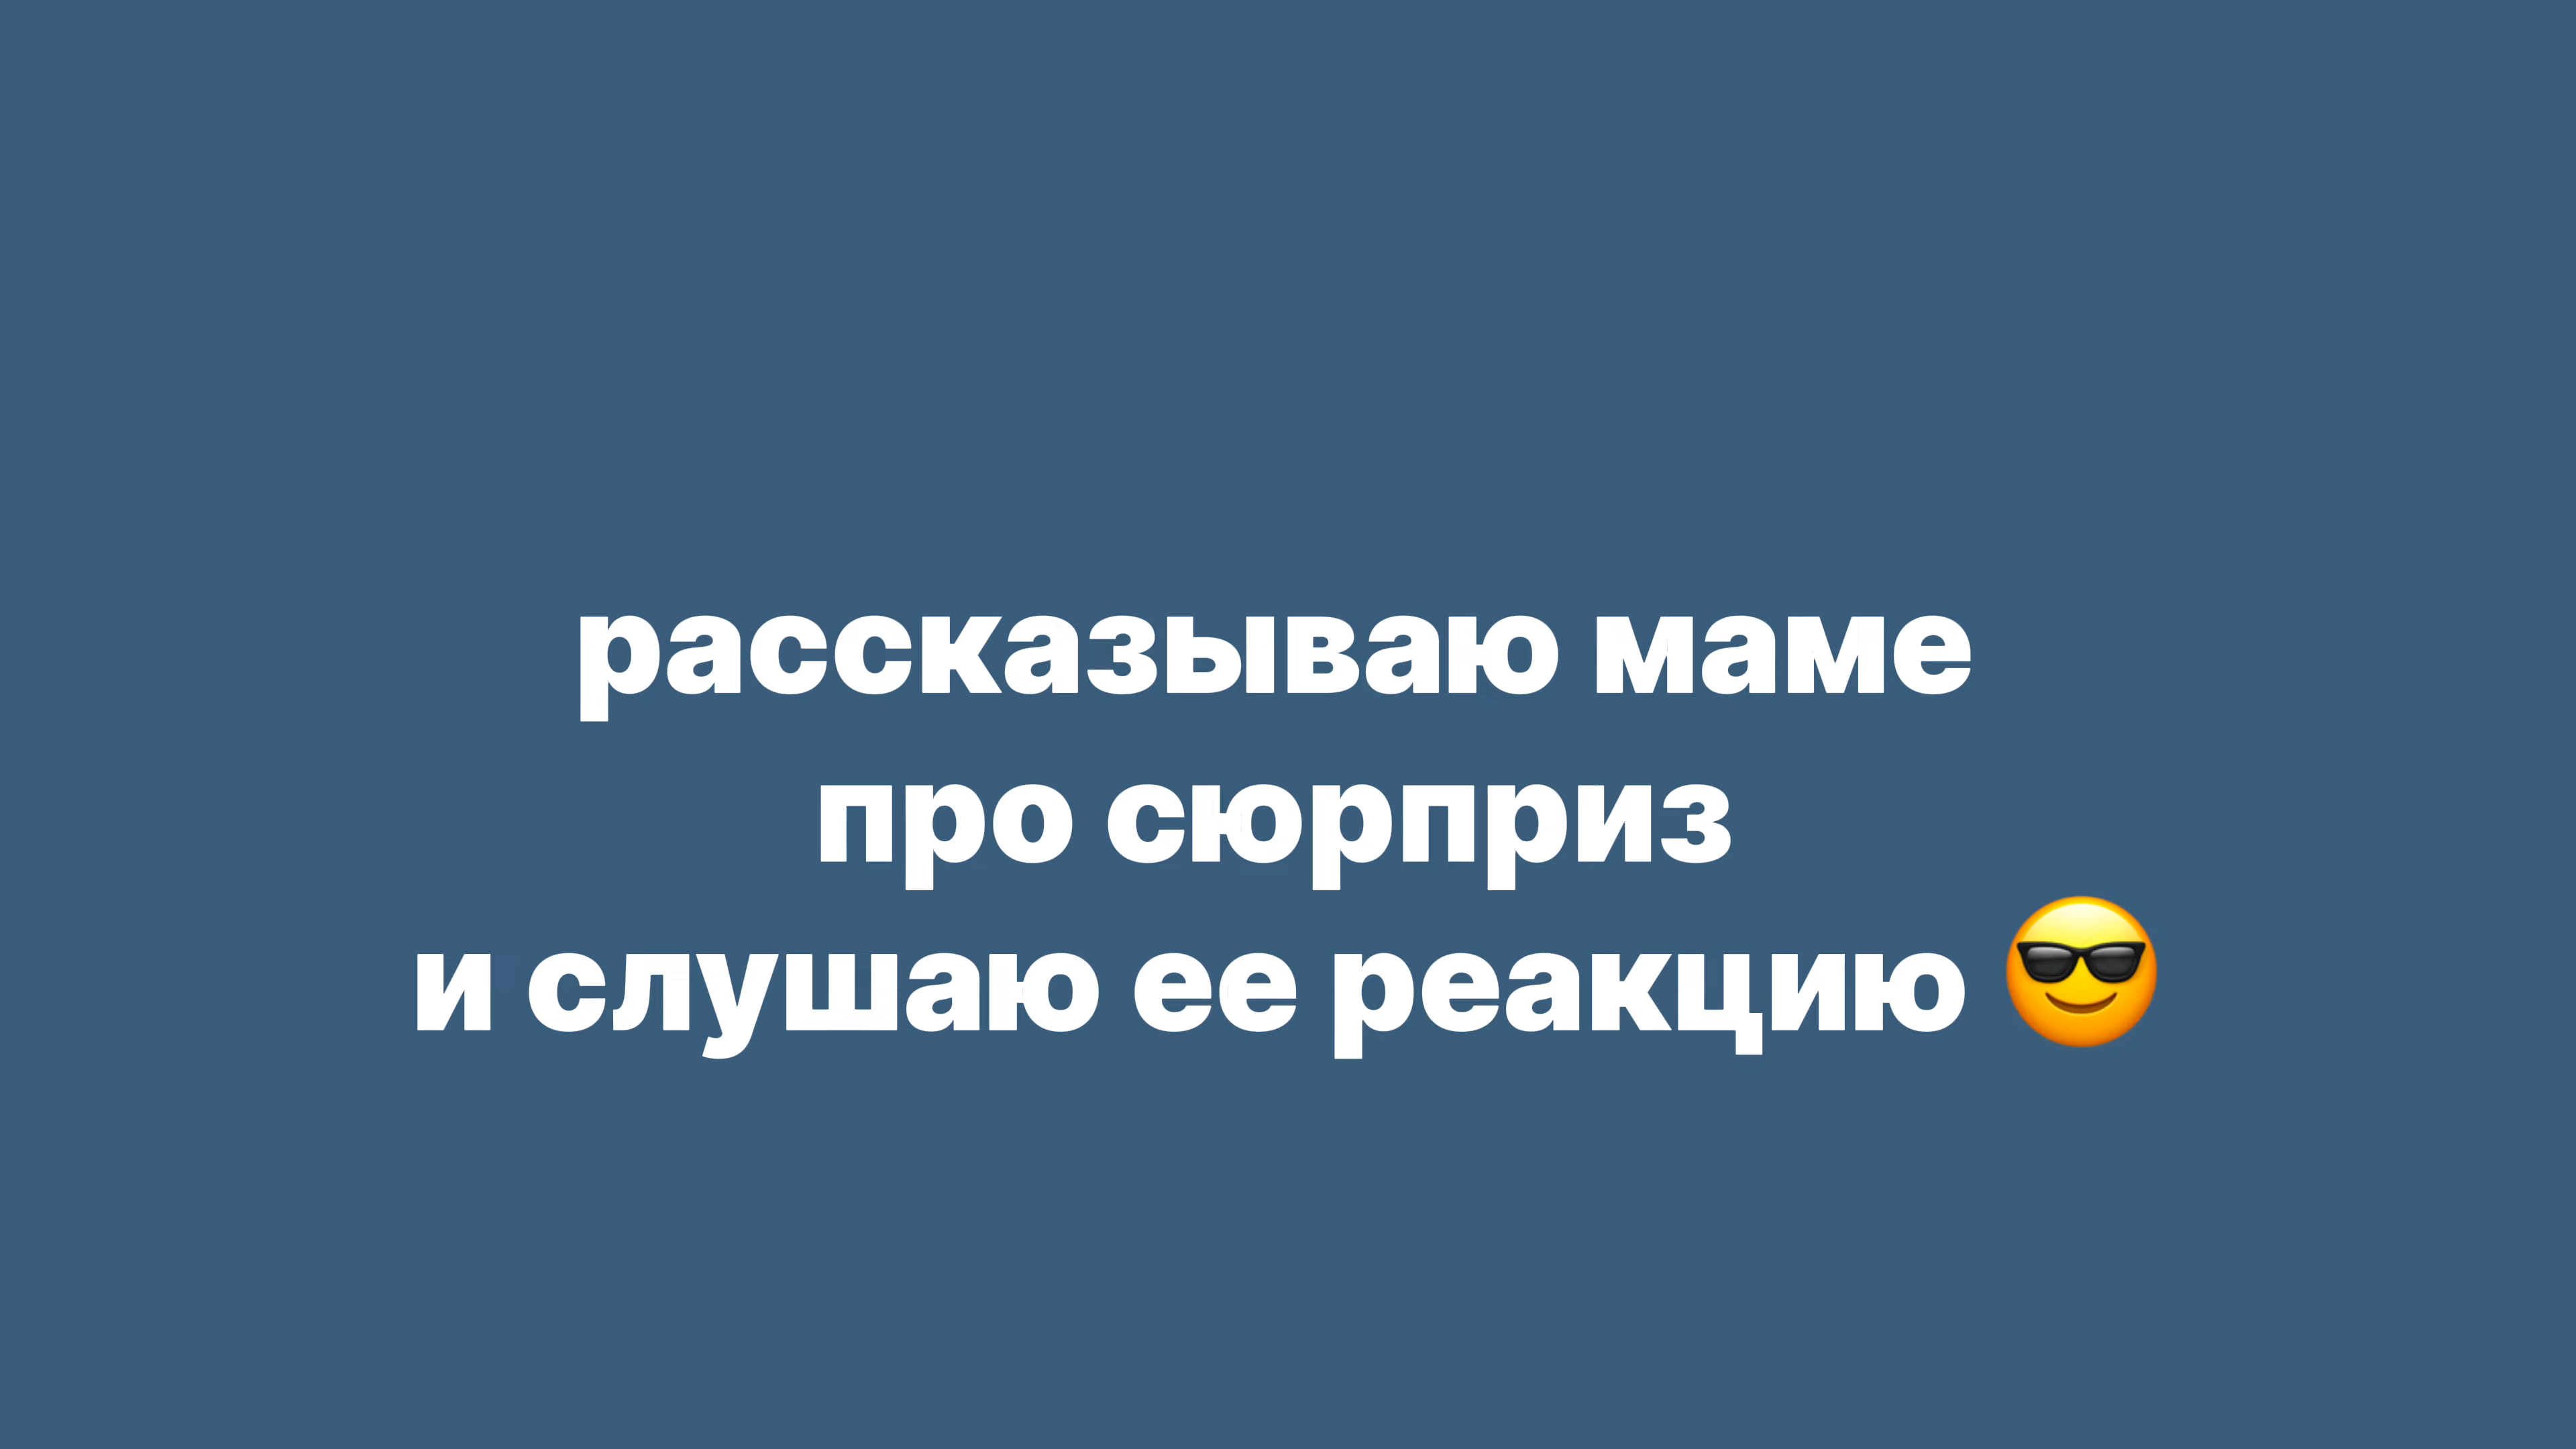 рассказываю маме
про сюрприз
и слушаю ее реакцию 😎